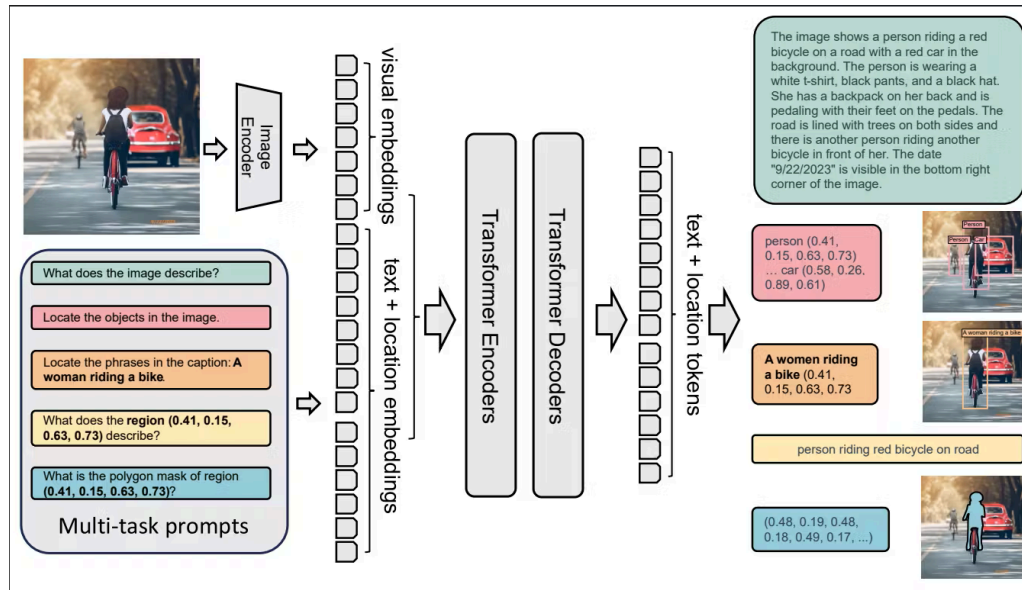 What does the image describe?
Locate the objects in the image.
Locate the phrases in the caption: A
woman riding a bike.
What does the region (0.41, 0.15,
0.63, 0.73) describe?
What is the polygon mask of region
(0.41, 0.15, 0.63, 0.73)?
Multi-task prompts
Image
Encoder
visual embeddings
text + location embeddings
Transformer Encoders
Transformer Decoders
text + location tokens
The image shows a person riding a red
bicycle on a road with a red car in the
background. The person is wearing a
white t-shirt, black pants, and a black hat.
She has a backpack on her back and is
pedaling with their feet on the pedals. The
road is lined with trees on both sides and
there is another person riding another
bicycle in front of her. The date
"9/22/2023" is visible in the bottom right
corner of the image.
person (0.41,
0.15, 0.63, 0.73)
… car (0.58, 0.26,
0.89, 0.61)
Person
Person
Car
A women riding
a bike (0.41,
0.15, 0.63, 0.73
A woman riding a bike
person riding red bicycle on road
(0.48, 0.19, 0.48,
0.18, 0.49, 0.17, ...)